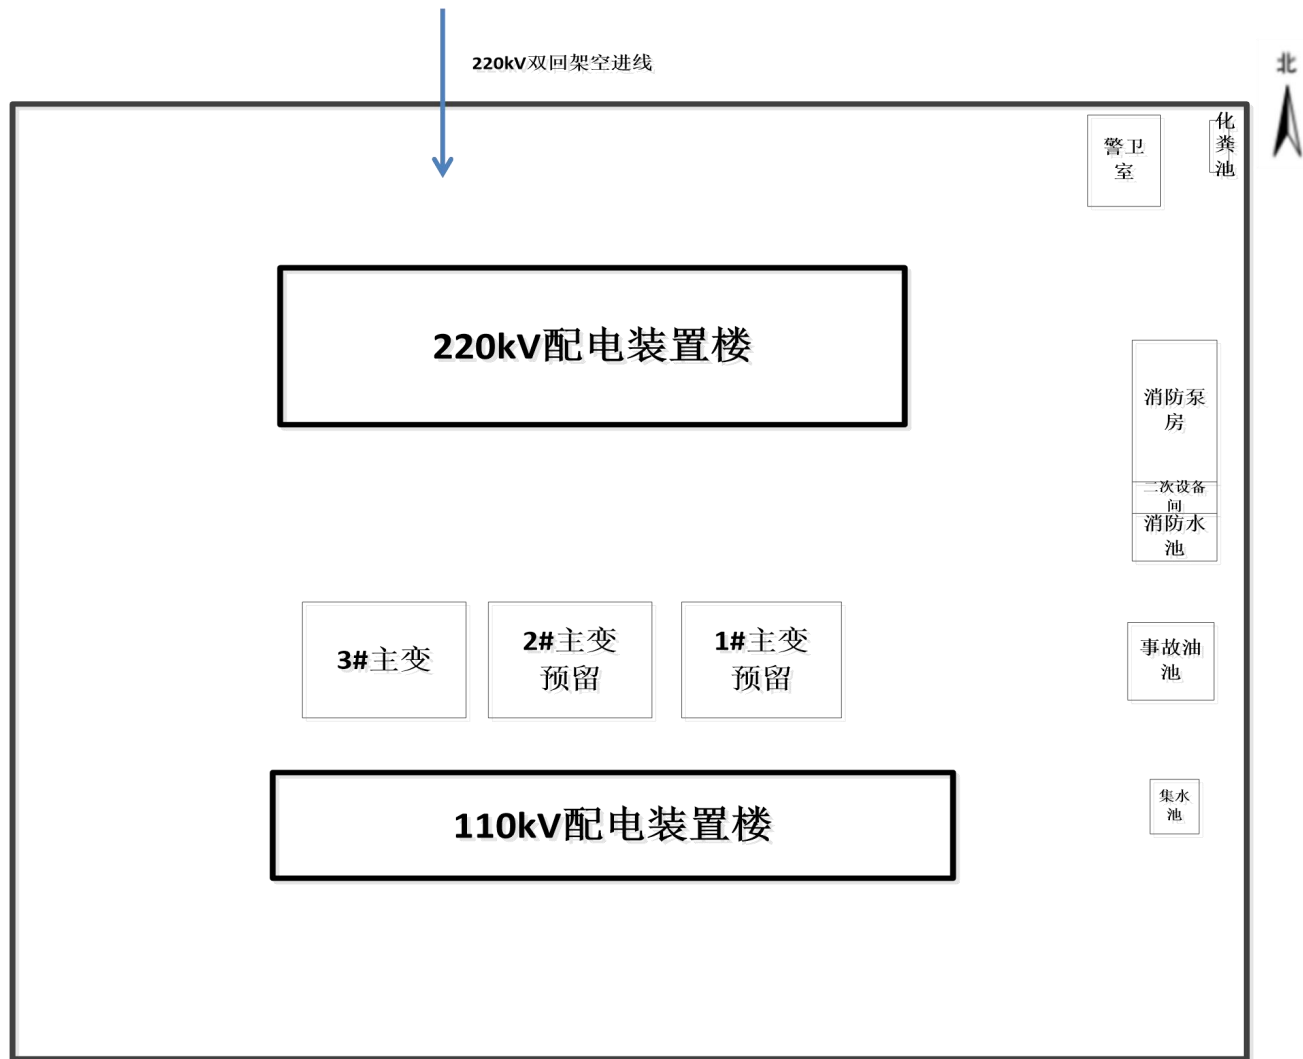 220kV双回架空进线
北
化
粪
池
警卫
室
220kV配电装置楼
消防泵
房
二次设备
间
消防水
池
3#主变
2#主变
预留
1#主变
预留
事故油
池
110kV配电装置楼
集水
池